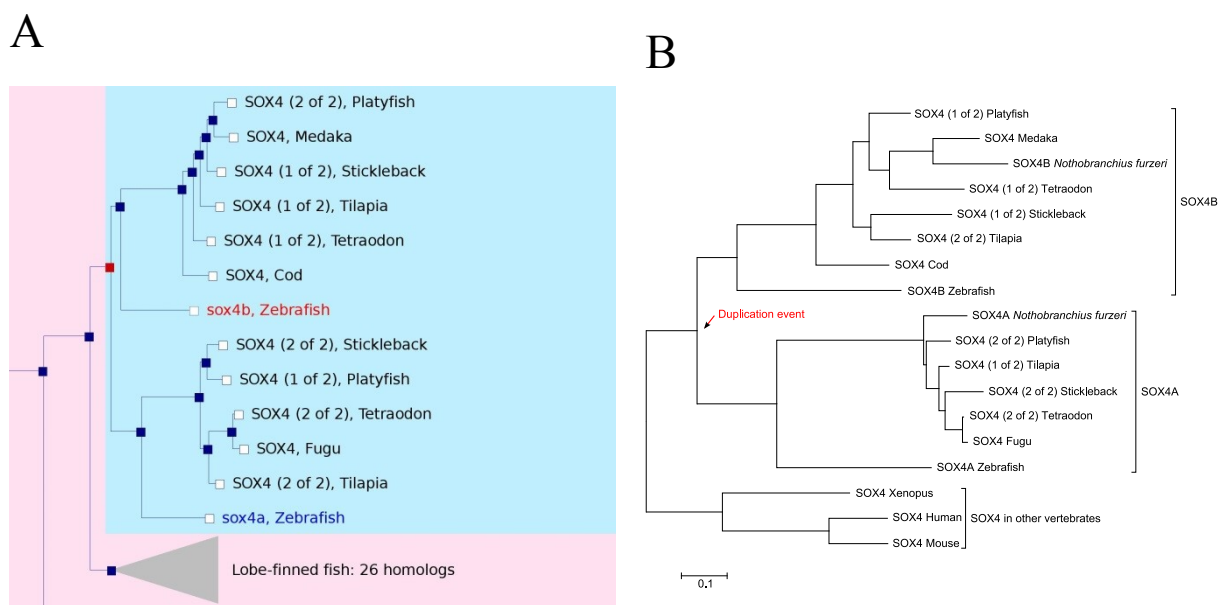 A
SOX4 (2 of 2), Platyfish
SOX4, Medaka
SOX4 (1 of 2), Stickleback
SOX4 (1 of 2), Tilapia
SOX4 (1 of 2), Tetraodon
SOX4, Cod
sox4b, Zebrafish
SOX4 (2 of 2), Stickleback
SOX4 (1 of 2), Platyfish
SOX4 (2 of 2), Tetraodon
SOX4, Fugu
SOX4 (2 of 2), Tilapia
sox4a, Zebrafish
Lobe-finned fish: 26 homologs
B
SOX4 (1 of 2) Platyfish
SOX4 Medaka
SOX4B Nothobranchius furzeri
SOX4 (1 of 2) Tetraodon
SOX4 (1 of 2) Stickleback
SOX4 (2 of 2) Tilapia
SOX4 Cod
SOX4B Zebrafish
SOX4B
Duplication event
SOX4A Nothobranchius furzeri
SOX4 (2 of 2) Platyfish
SOX4 (1 of 2) Tilapia
SOX4 (2 of 2) Stickleback
SOX4 (2 of 2) Tetraodon
SOX4 Fugu
SOX4A Zebrafish
SOX4A
SOX4 Xenopus
SOX4 Human
SOX4 Mouse
SOX4 in other vertebrates
0.1